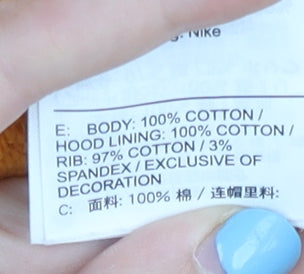 Nike
E: BODY: 100% COTTON /
HOOD LINING: 100% COTTON /
RIB: 97% COTTON / 3%
SPANDEX / EXCLUSIVE OF
DECORATION
C: 面料: 100% 棉 / 连帽里料: